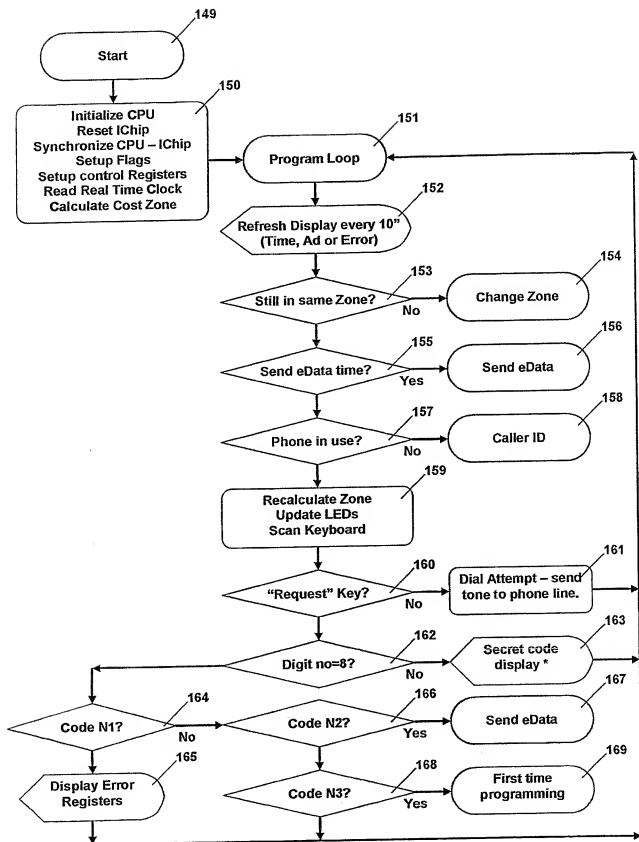 149
Start
150
Initialize CPU
Reset IChip
Synchronize CPU – IChip
Setup Flags
Setup control Registers
Read Real Time Clock
Calculate Cost Zone
151
Program Loop
152
Refresh Display every 10”
(Time, Ad or Error)
153
Still in same Zone?
No
154
Change Zone
155
Send eData time?
Yes
156
Send eData
157
Phone in use?
No
158
Caller ID
159
Recalculate Zone
Update LEDs
Scan Keyboard
160
“Request” Key?
No
161
Dial Attempt – send
tone to phone line.
162
Digit no=8?
No
163
Secret code
display *
164
Code N1?
No
165
Display Error
Registers
166
Code N2?
Yes
167
Send eData
168
Code N3?
Yes
169
First time
programming